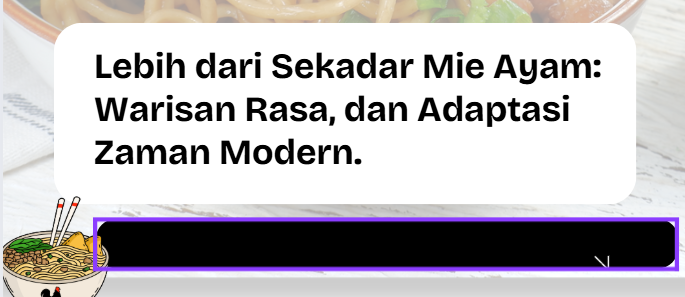 Lebih dari Sekadar Mie Ayam:
Warisan Rasa, dan Adaptasi
Zaman Modern.